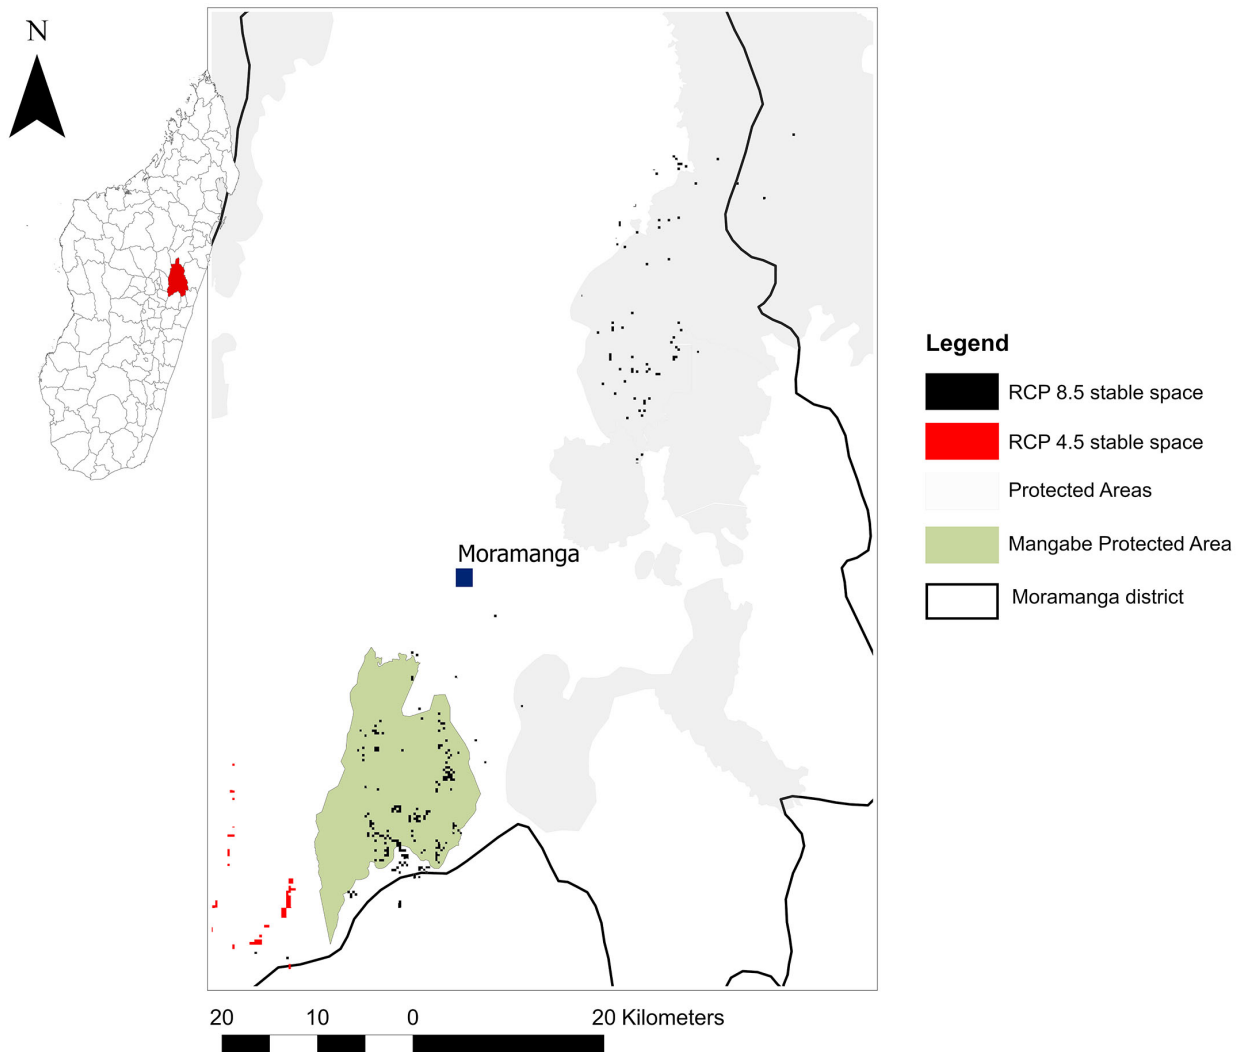 N
Moramanga
Legend
RCP 8.5 stable space
RCP 4.5 stable space
Protected Areas
Mangabe Protected Area
Moramanga district
20 10 0 20 Kilometers